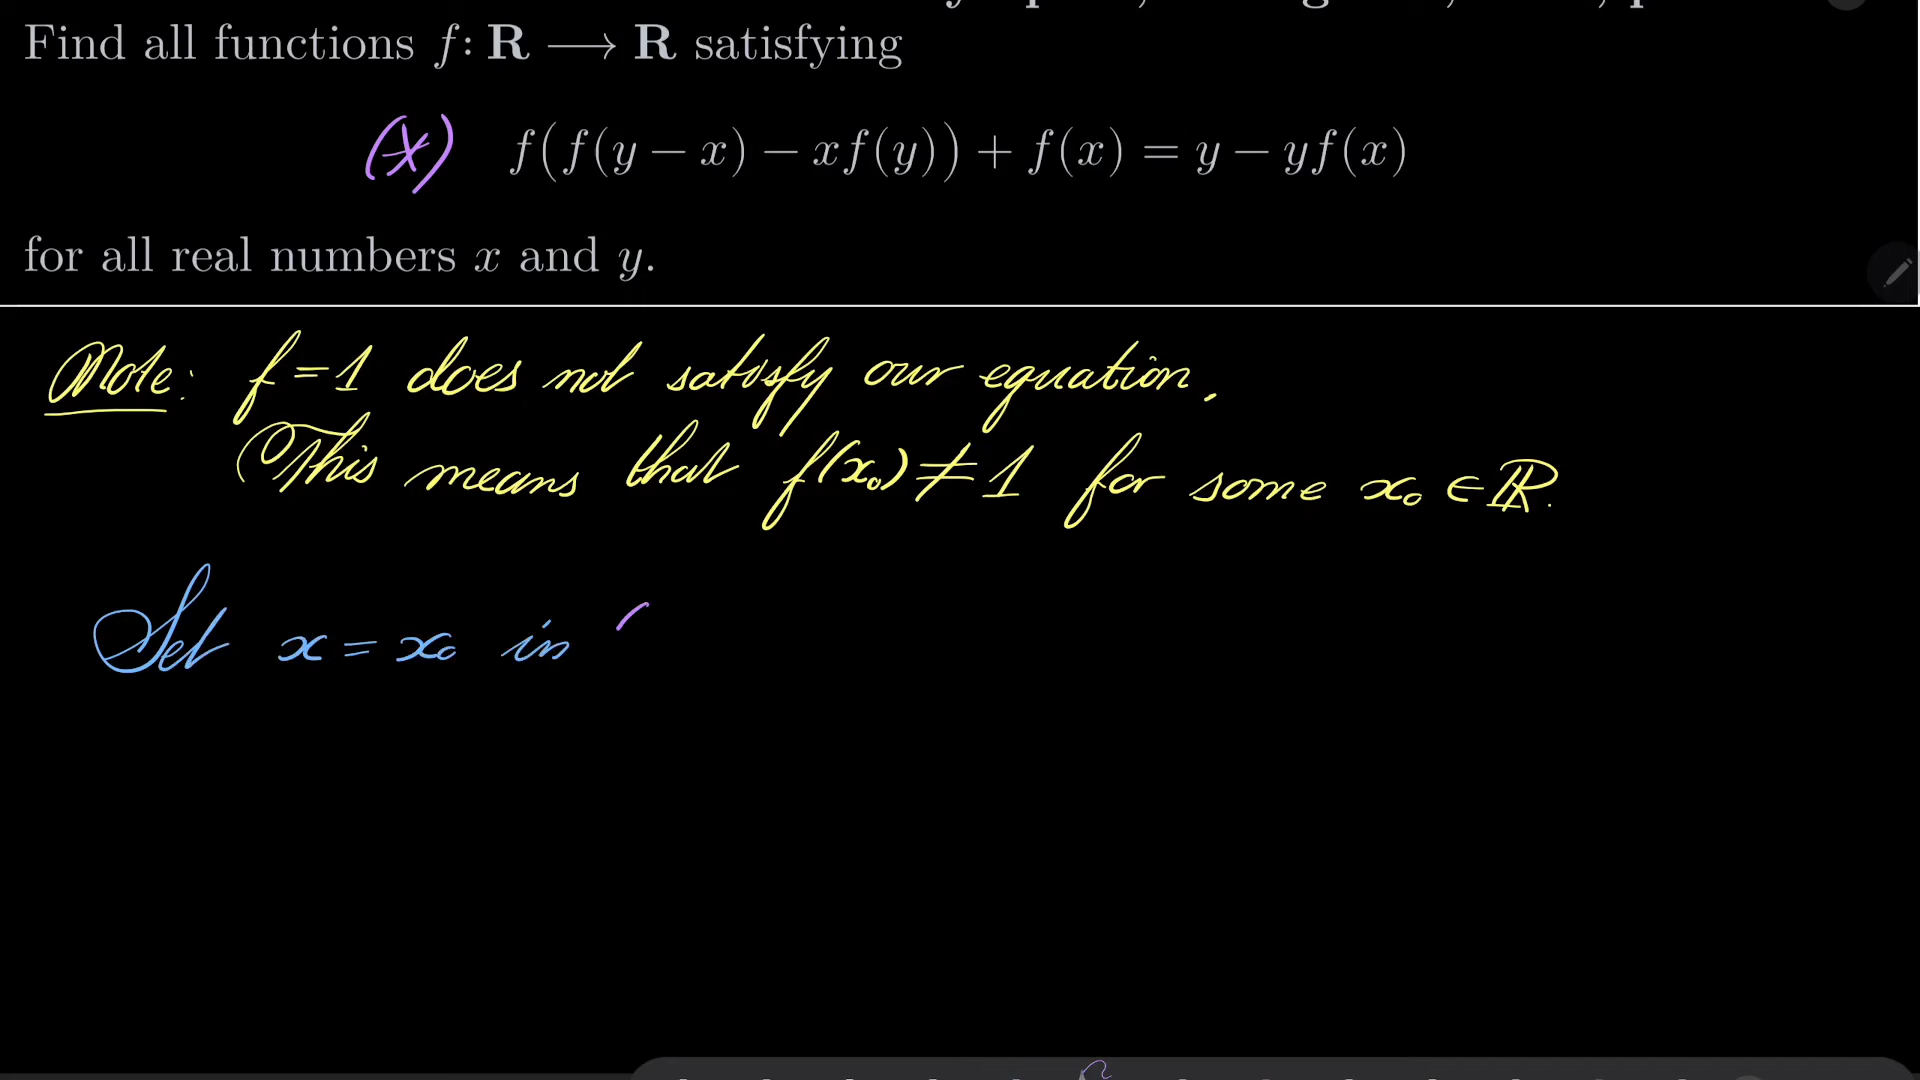 Find all functions f: R ⟶ R satisfying
(*) f(f(y − x) − xf(y)) + f(x) = y − yf(x)
for all real numbers x and y.
Note: f = 1 does not satisfy our equation.
(This means that f(x₀) ≠ 1 for some x₀ ∈ ℝ.
Set x = x₀ in (